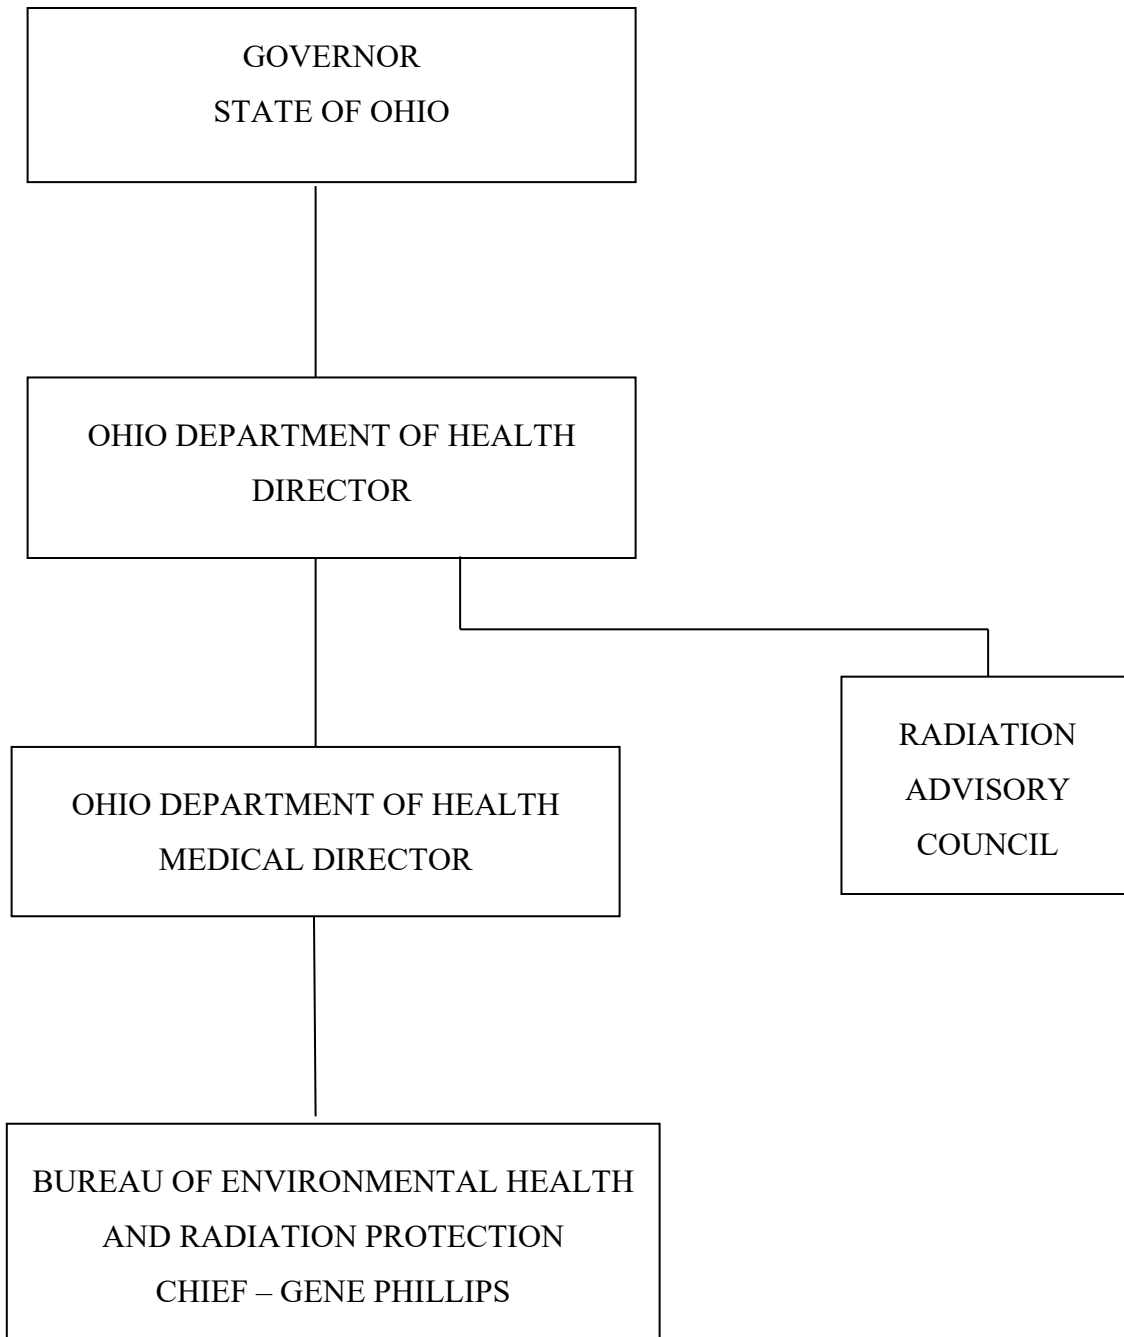 GOVERNOR
STATE OF OHIO
OHIO DEPARTMENT OF HEALTH
DIRECTOR
RADIATION
ADVISORY
COUNCIL
OHIO DEPARTMENT OF HEALTH
MEDICAL DIRECTOR
BUREAU OF ENVIRONMENTAL HEALTH
AND RADIATION PROTECTION
CHIEF – GENE PHILLIPS